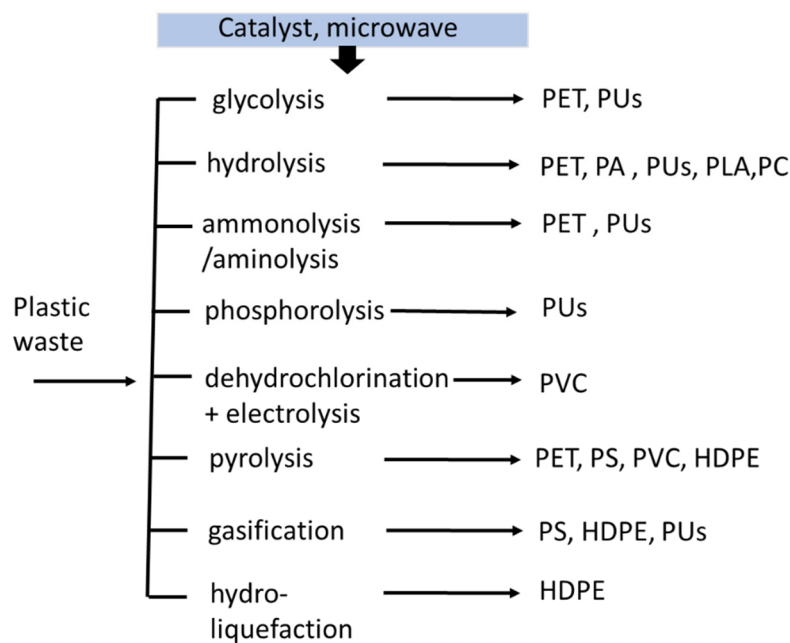 Catalyst, microwave
glycolysis PET, PUs
hydrolysis PET, PA , PUs, PLA,PC
ammonolysis PET , PUs
/aminolysis
Plastic
waste
phosphorolysis PUs
dehydrochlorination PVC
+ electrolysis
pyrolysis PET, PS, PVC, HDPE
gasification PS, HDPE, PUs
hydro- HDPE
liquefaction